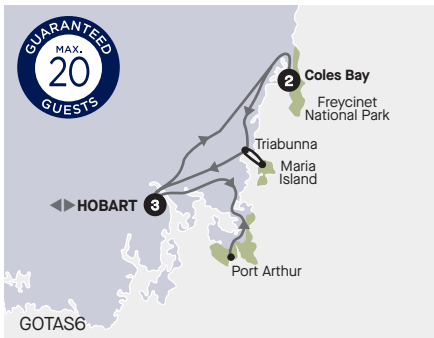 GUARANTEED
MAX.
20
GUESTS
2 Coles Bay
Freycinet
National Park
Triabunna
Maria
Island
HOBART 3
Port Arthur
GOTAS6